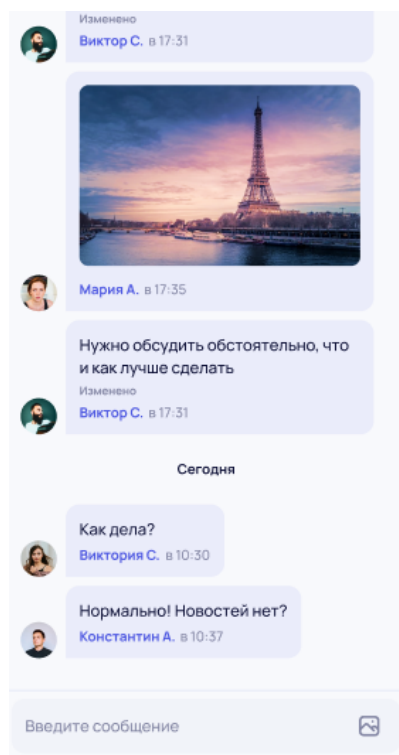 Изменено
Виктор С. в 17:31
Мария А. в 17:35
Нужно обсудить обстоятельно, что
и как лучше сделать
Изменено
Виктор С. в 17:31
Сегодня
Как дела?
Виктория С. в 10:30
Нормально! Новостей нет?
Константин А. в 10:37
Введите сообщение